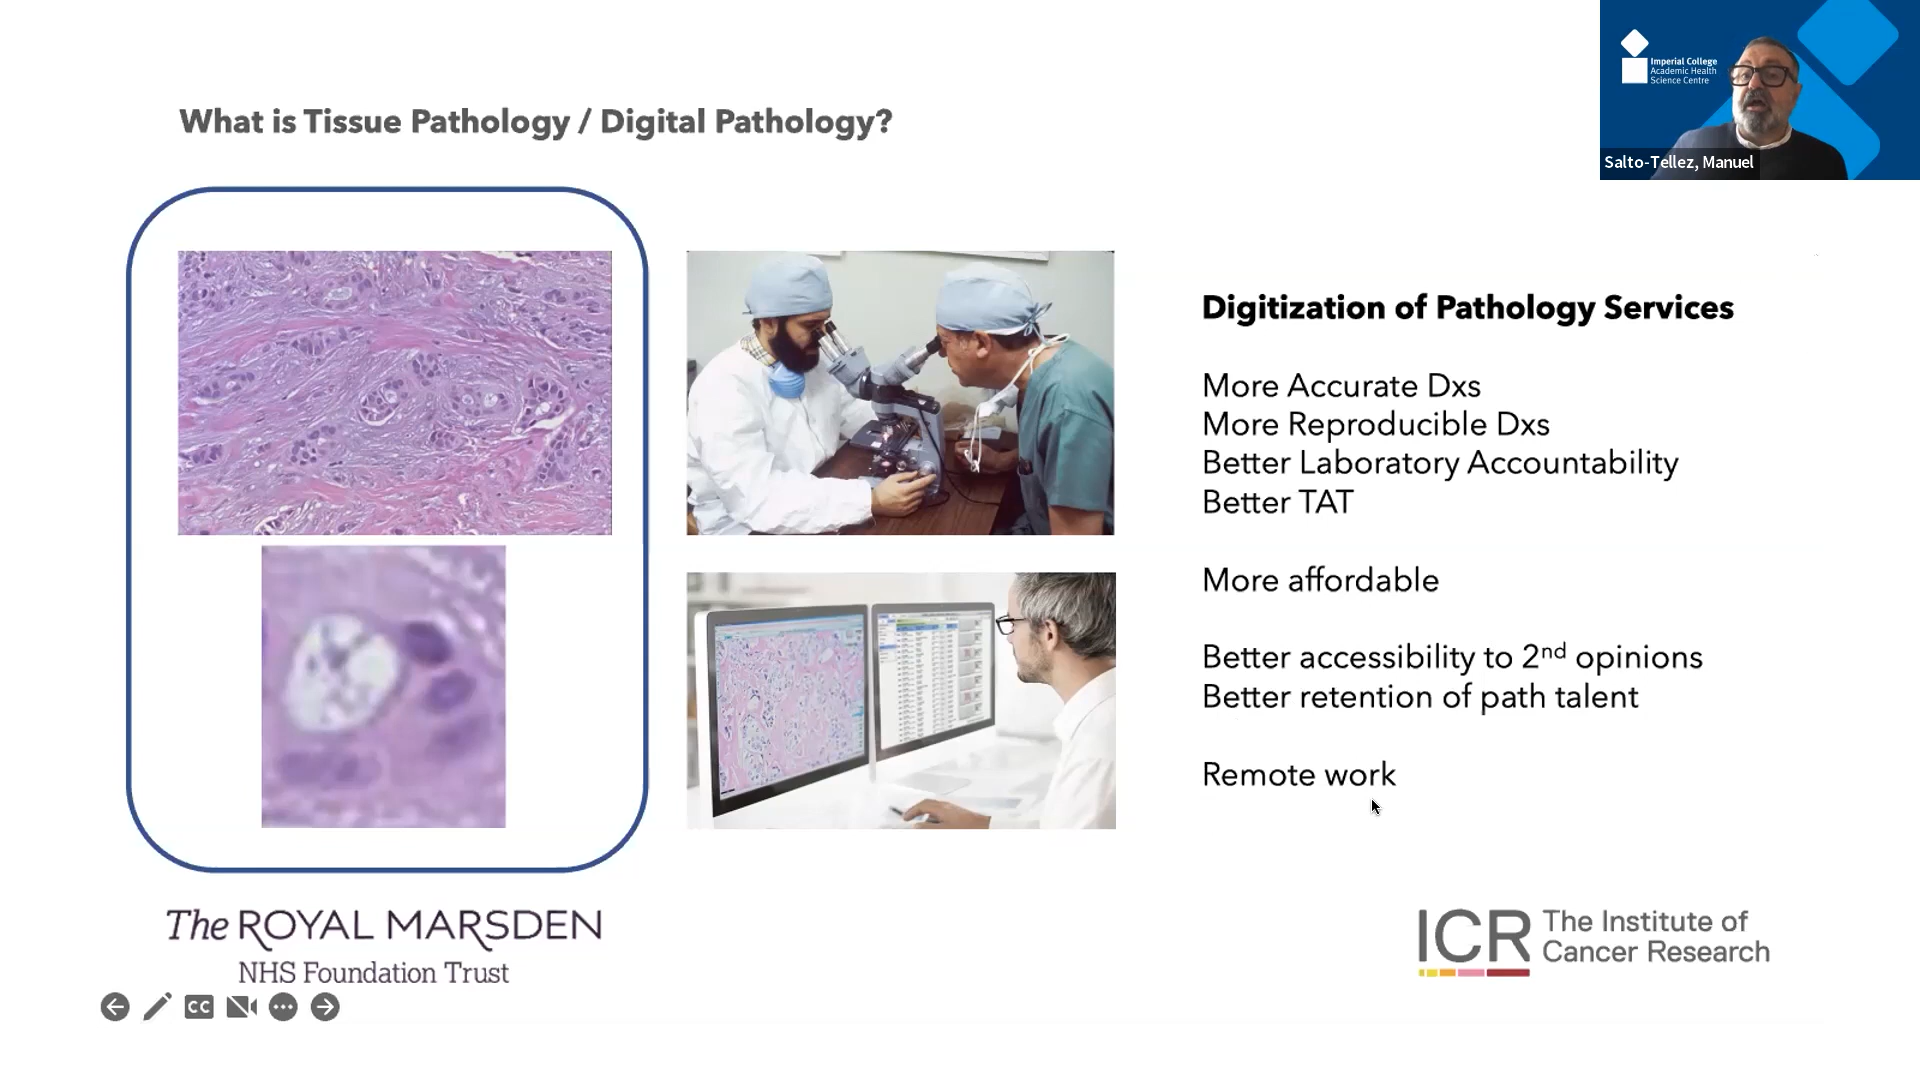 What is Tissue Pathology / Digital Pathology?
Imperial College
Academic Health
Science Centre
Salto-Tellez, Manuel
Digitization of Pathology Services
More Accurate Dxs
More Reproducible Dxs
Better Laboratory Accountability
Better TAT
More affordable
Better accessibility to 2nd opinions
Better retention of path talent
Remote work
The ROYAL MARSDEN
NHS Foundation Trust
ICR The Institute of
Cancer Research
CC